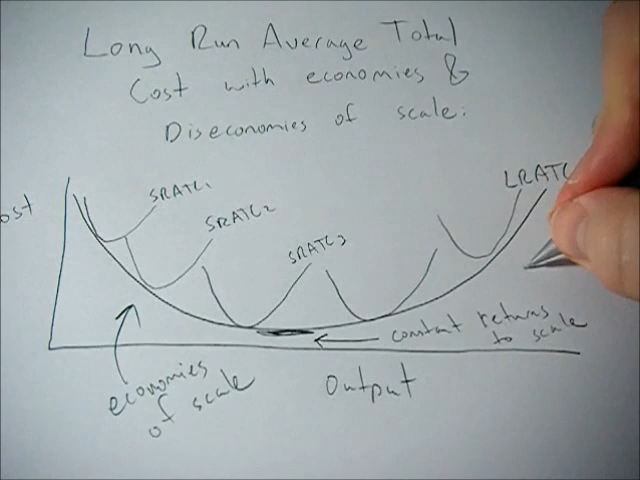 Long Run Average Total
Cost with economies &
Diseconomies of scale:
ost
SRATC1
SRATC2
SRATC3
LRATC
constant returns
to scale
economies
of scale
Output